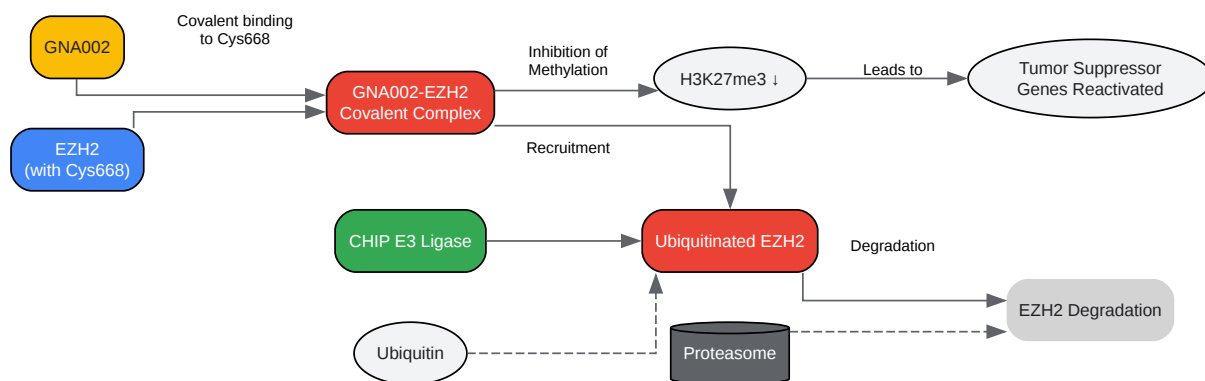 GNA002
Covalent binding
to Cys668
EZH2
(with Cys668)
GNA002-EZH2
Covalent Complex
Inhibition of
Methylation
H3K27me3 ↓
Leads to
Tumor Suppressor
Genes Reactivated
Recruitment
CHIP E3 Ligase
Ubiquitinated EZH2
Degradation
Ubiquitin
Proteasome
EZH2 Degradation